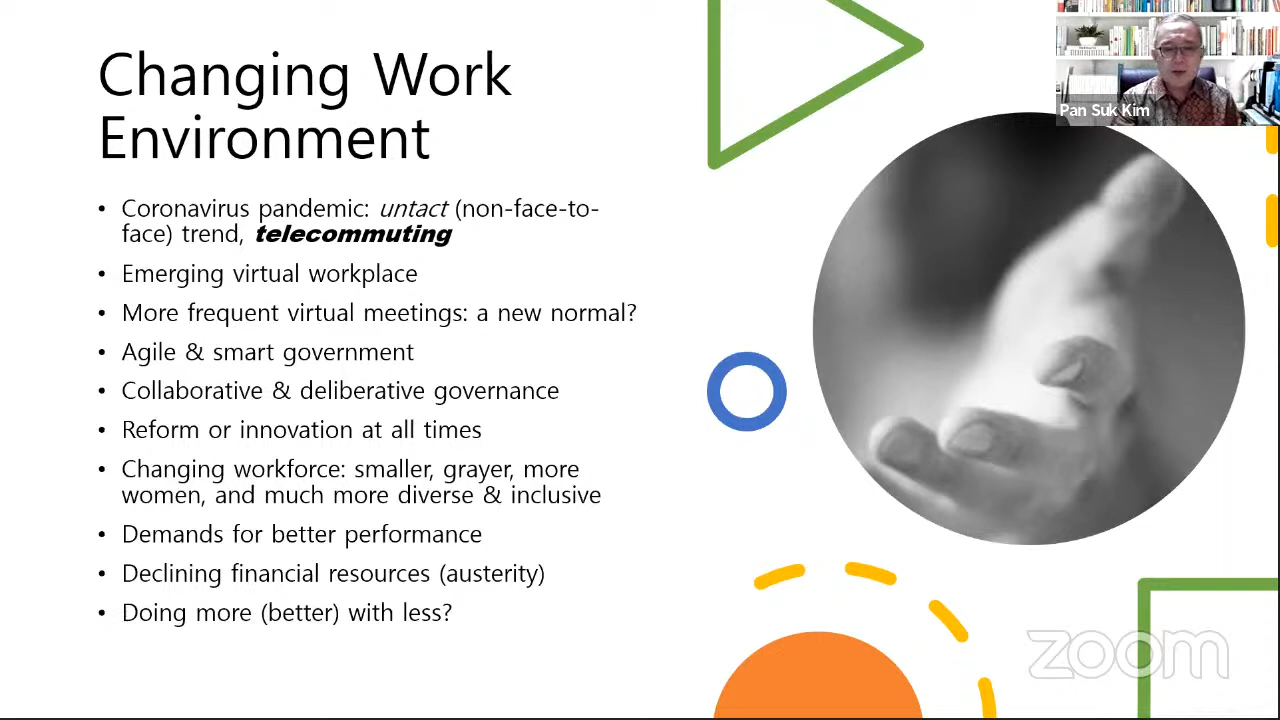 Changing Work
Environment
• Coronavirus pandemic: untact (non-face-to-
face) trend, telecommuting
• Emerging virtual workplace
• More frequent virtual meetings: a new normal?
• Agile & smart government
• Collaborative & deliberative governance
• Reform or innovation at all times
• Changing workforce: smaller, grayer, more
women, and much more diverse & inclusive
• Demands for better performance
• Declining financial resources (austerity)
• Doing more (better) with less?
Pan Suk Kim
zoom